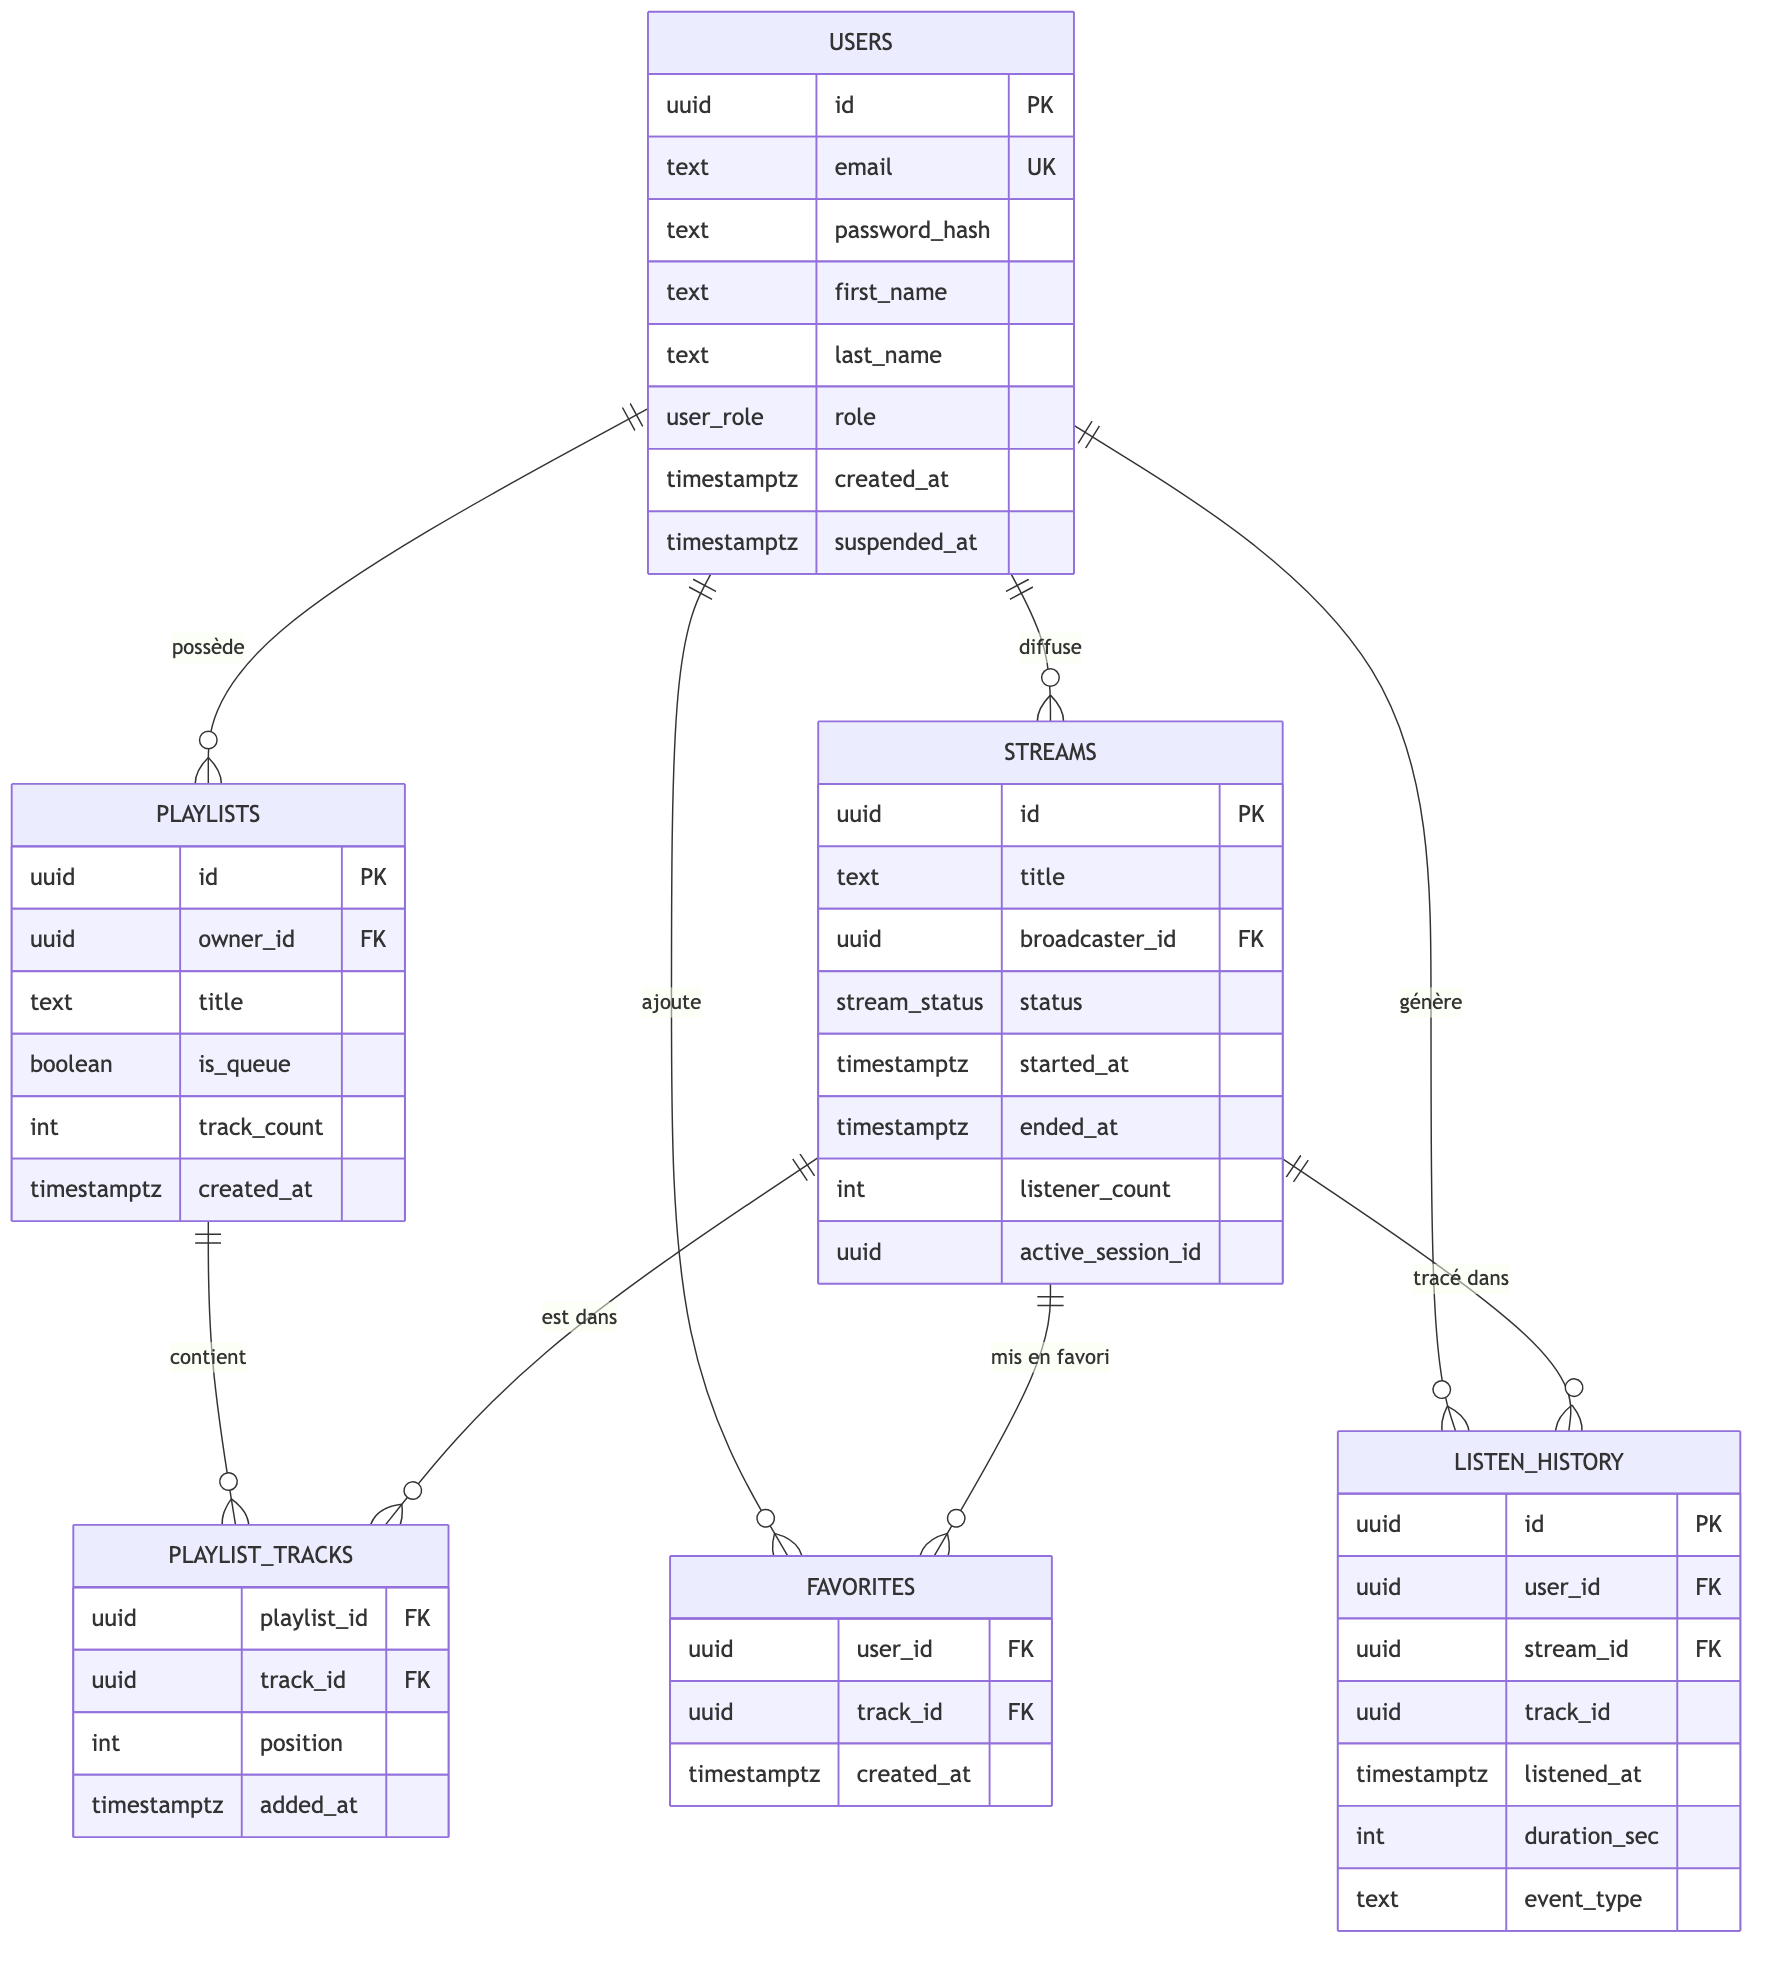 USERS
uuid id PK
text email UK
text password_hash
text first_name
text last_name
user_role role
timestamptz created_at
timestamptz suspended_at
possède
diffuse
STREAMS
uuid id PK
text title
uuid broadcaster_id FK
stream_status status
timestamptz started_at
timestamptz ended_at
int listener_count
uuid active_session_id
PLAYLISTS
uuid id PK
uuid owner_id FK
text title
boolean is_queue
int track_count
timestamptz created_at
ajoute
génère
tracé dans
est dans
contient
mis en favori
PLAYLIST_TRACKS
uuid playlist_id FK
uuid track_id FK
int position
timestamptz added_at
FAVORITES
uuid user_id FK
uuid track_id FK
timestamptz created_at
LISTEN_HISTORY
uuid id PK
uuid user_id FK
uuid stream_id FK
uuid track_id
timestamptz listened_at
int duration_sec
text event_type